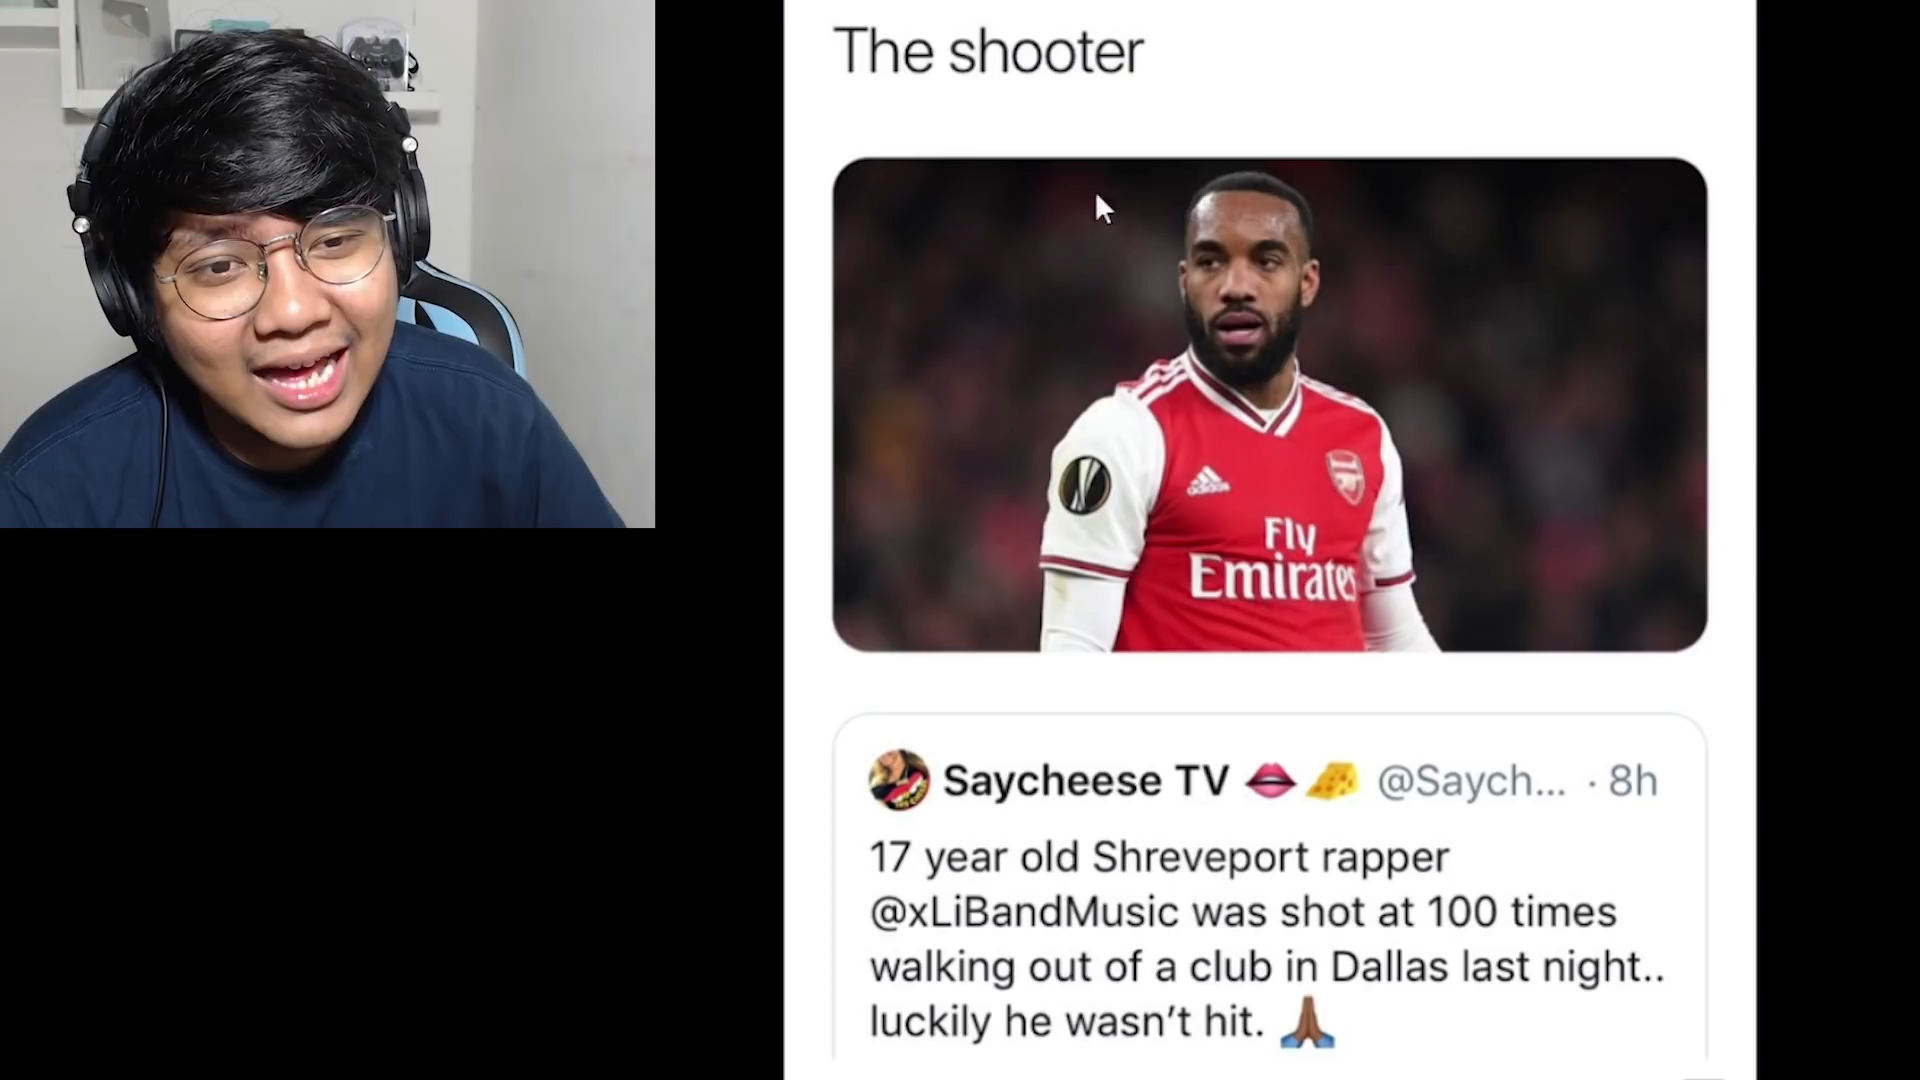 The shooter
adidas
Fly
Emirates
Saycheese TV 👄🧀 @Saych... · 8h
17 year old Shreveport rapper
@xLiBandMusic was shot at 100 times
walking out of a club in Dallas last night..
luckily he wasn’t hit. 🙏🏾